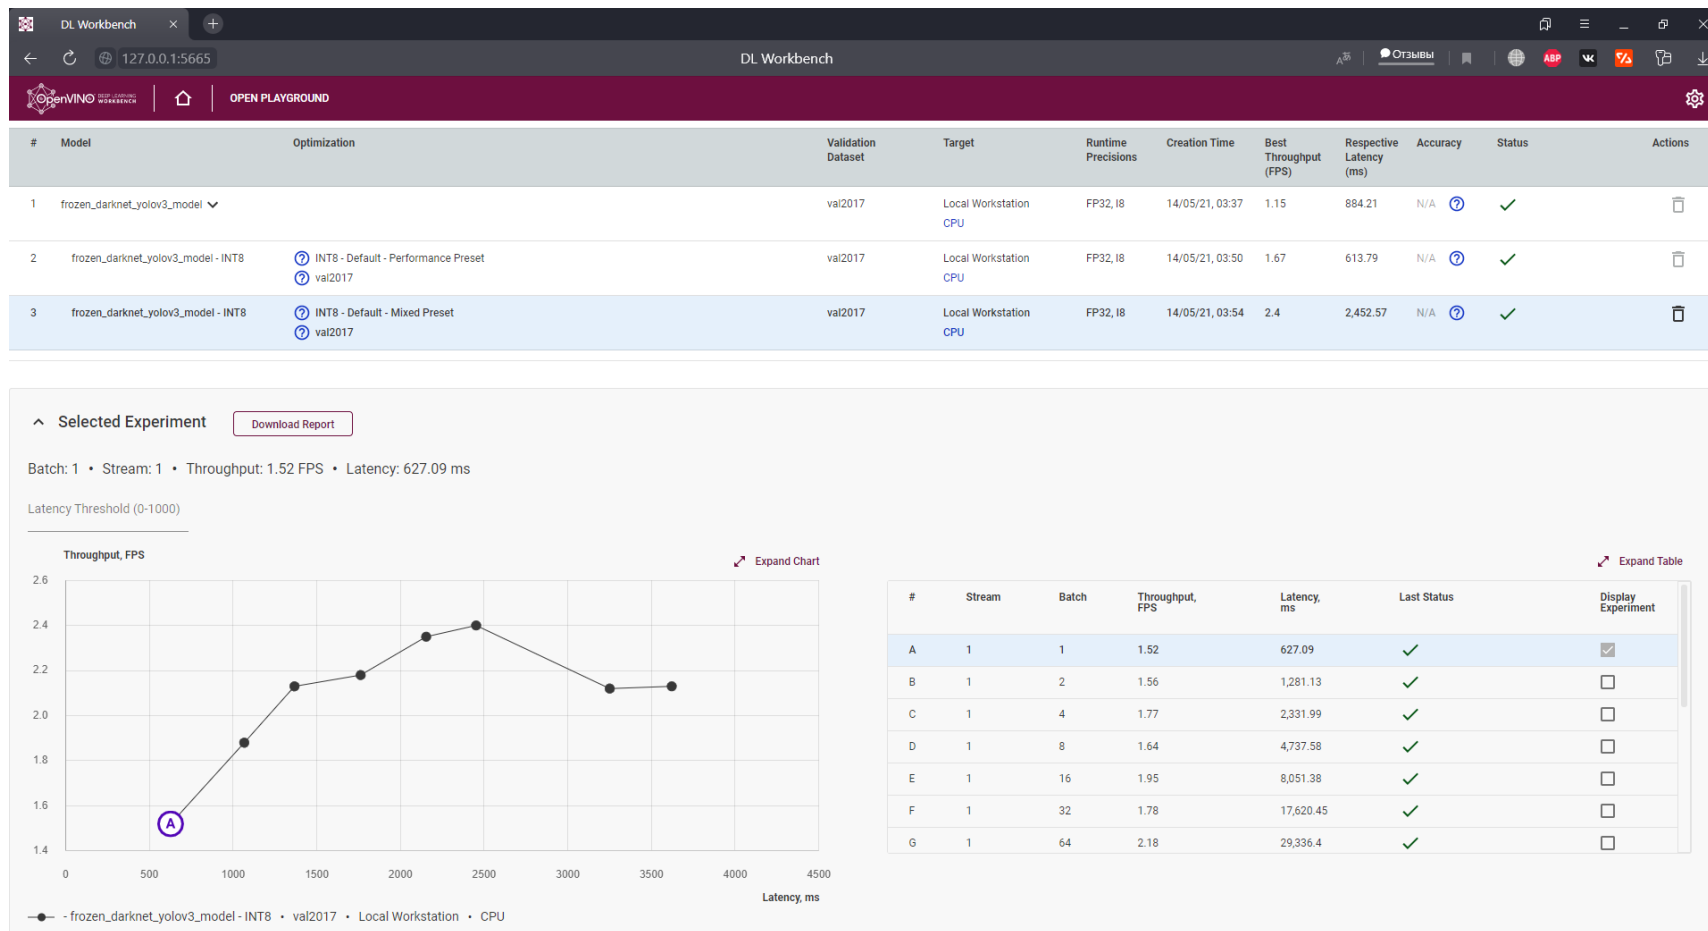 DL Workbench
127.0.0.1:5665 DL Workbench Отзывы ABP
OpenVINO DEEP LEARNING WORKBENCH OPEN PLAYGROUND
# Model Optimization Validation Dataset Target Runtime Precisions Creation Time Best Throughput (FPS) Respective Latency (ms) Accuracy Status Actions
1 frozen_darknet_yolov3_model val2017 Local Workstation FP32, I8 14/05/21, 03:37 1.15 884.21 N/A ?
CPU
2 frozen_darknet_yolov3_model - INT8 ? INT8 - Default - Performance Preset val2017 Local Workstation FP32, I8 14/05/21, 03:50 1.67 613.79 N/A ?
? val2017 CPU
3 frozen_darknet_yolov3_model - INT8 ? INT8 - Default - Mixed Preset val2017 Local Workstation FP32, I8 14/05/21, 03:54 2.4 2,452.57 N/A ?
? val2017 CPU
Selected Experiment Download Report
Batch: 1 • Stream: 1 • Throughput: 1.52 FPS • Latency: 627.09 ms
Latency Threshold (0-1000)
Throughput, FPS
Expand Chart
2.6
2.4
2.2
2.0
1.8
1.6
1.4
A
0 500 1000 1500 2000 2500 3000 3500 4000 4500
Latency, ms
- frozen_darknet_yolov3_model - INT8 • val2017 • Local Workstation • CPU
Expand Table
# Stream Batch Throughput, FPS Latency, ms Last Status Display Experiment
A 1 1 1.52 627.09
B 1 2 1.56 1,281.13
C 1 4 1.77 2,331.99
D 1 8 1.64 4,737.58
E 1 16 1.95 8,051.38
F 1 32 1.78 17,620.45
G 1 64 2.18 29,336.4